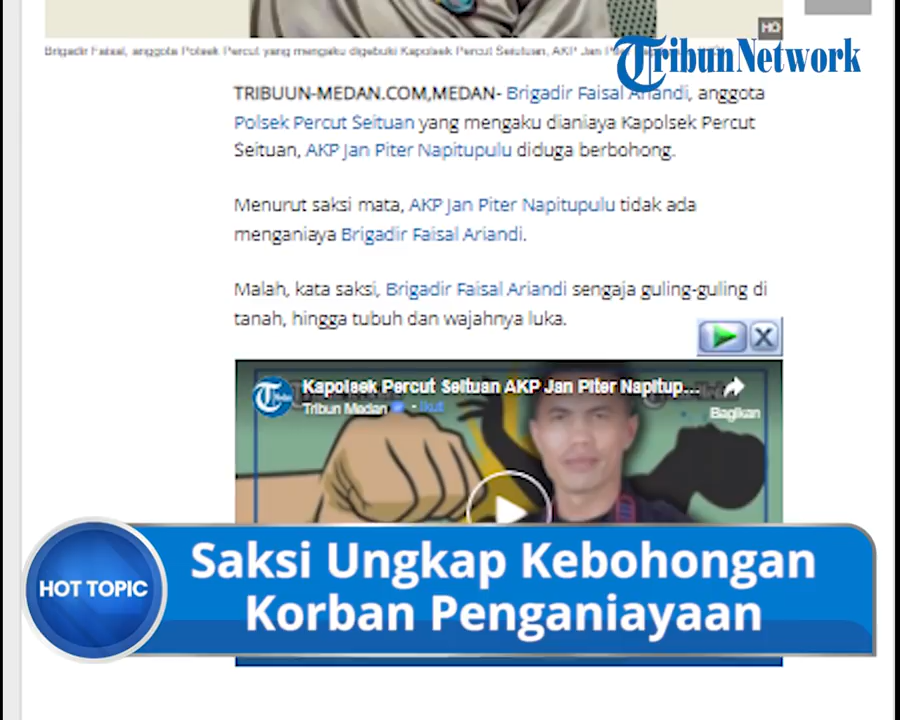 HO
Brigadir Faisal, anggota Polsek Percut yang mengaku digebuki Kapolsek Percut Seituan, AKP Jan
TribunNetwork
TRIBUUN-MEDAN.COM,MEDAN- Brigadir Faisal Ariandi, anggota
Polsek Percut Seituan yang mengaku dianiaya Kapolsek Percut
Seituan, AKP Jan Piter Napitupulu diduga berbohong.
Menurut saksi mata, AKP Jan Piter Napitupulu tidak ada
menganiaya Brigadir Faisal Ariandi.
Malah, kata saksi, Brigadir Faisal Ariandi sengaja guling-guling di
tanah, hingga tubuh dan wajahnya luka.
X
Kapolsek Percut Seituan AKP Jan Piter Napitup...
Tribun Medan · Ikut
Bagikan
HOT TOPIC
Saksi Ungkap Kebohongan
Korban Penganiayaan